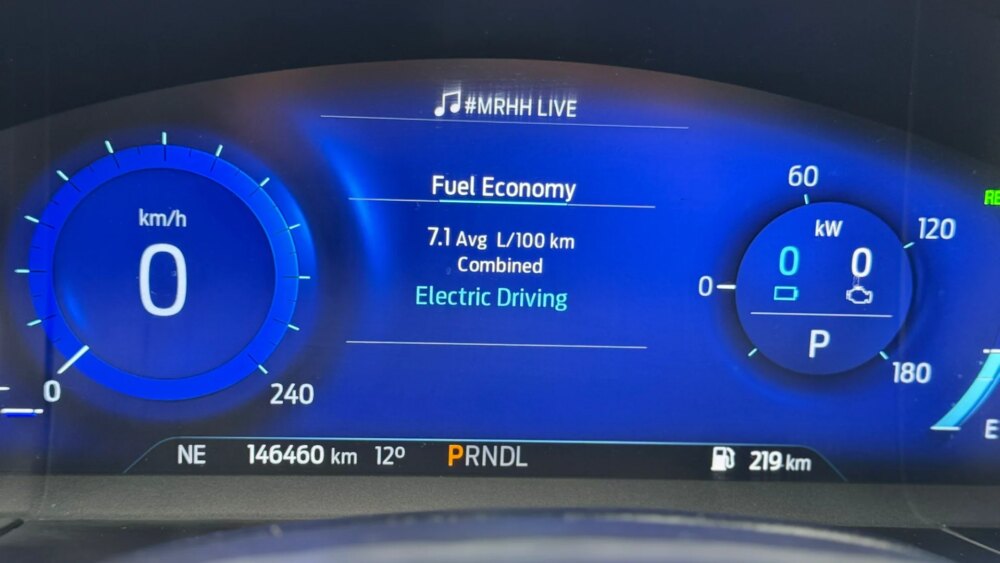 #MRHH LIVE
Fuel Economy
7.1 Avg L/100 km
Combined
Electric Driving
km/h
0
0
240
60
120
180
0
kW
0 0
P
E
NE 146460 km 12º PRNDL 219 km